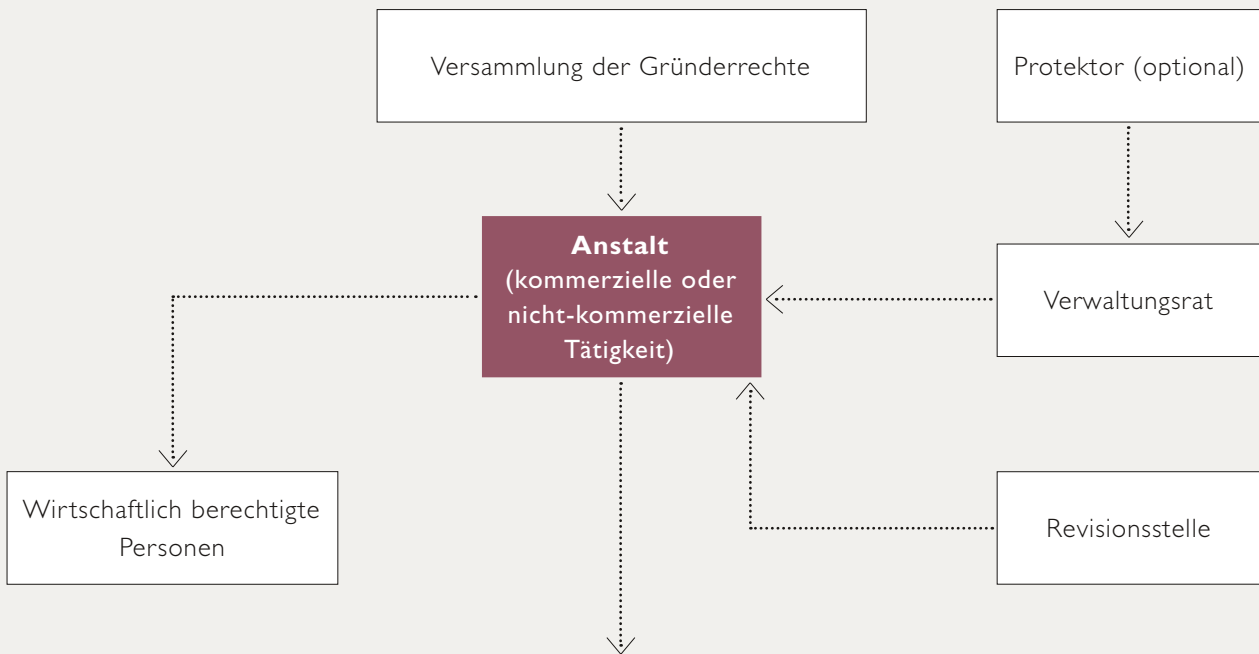 Versammlung der Gründerrechte
Protektor (optional)
Anstalt
(kommerzielle oder
nicht-kommerzielle
Tätigkeit)
Verwaltungsrat
Wirtschaftlich berechtigte
Personen
Revisionsstelle